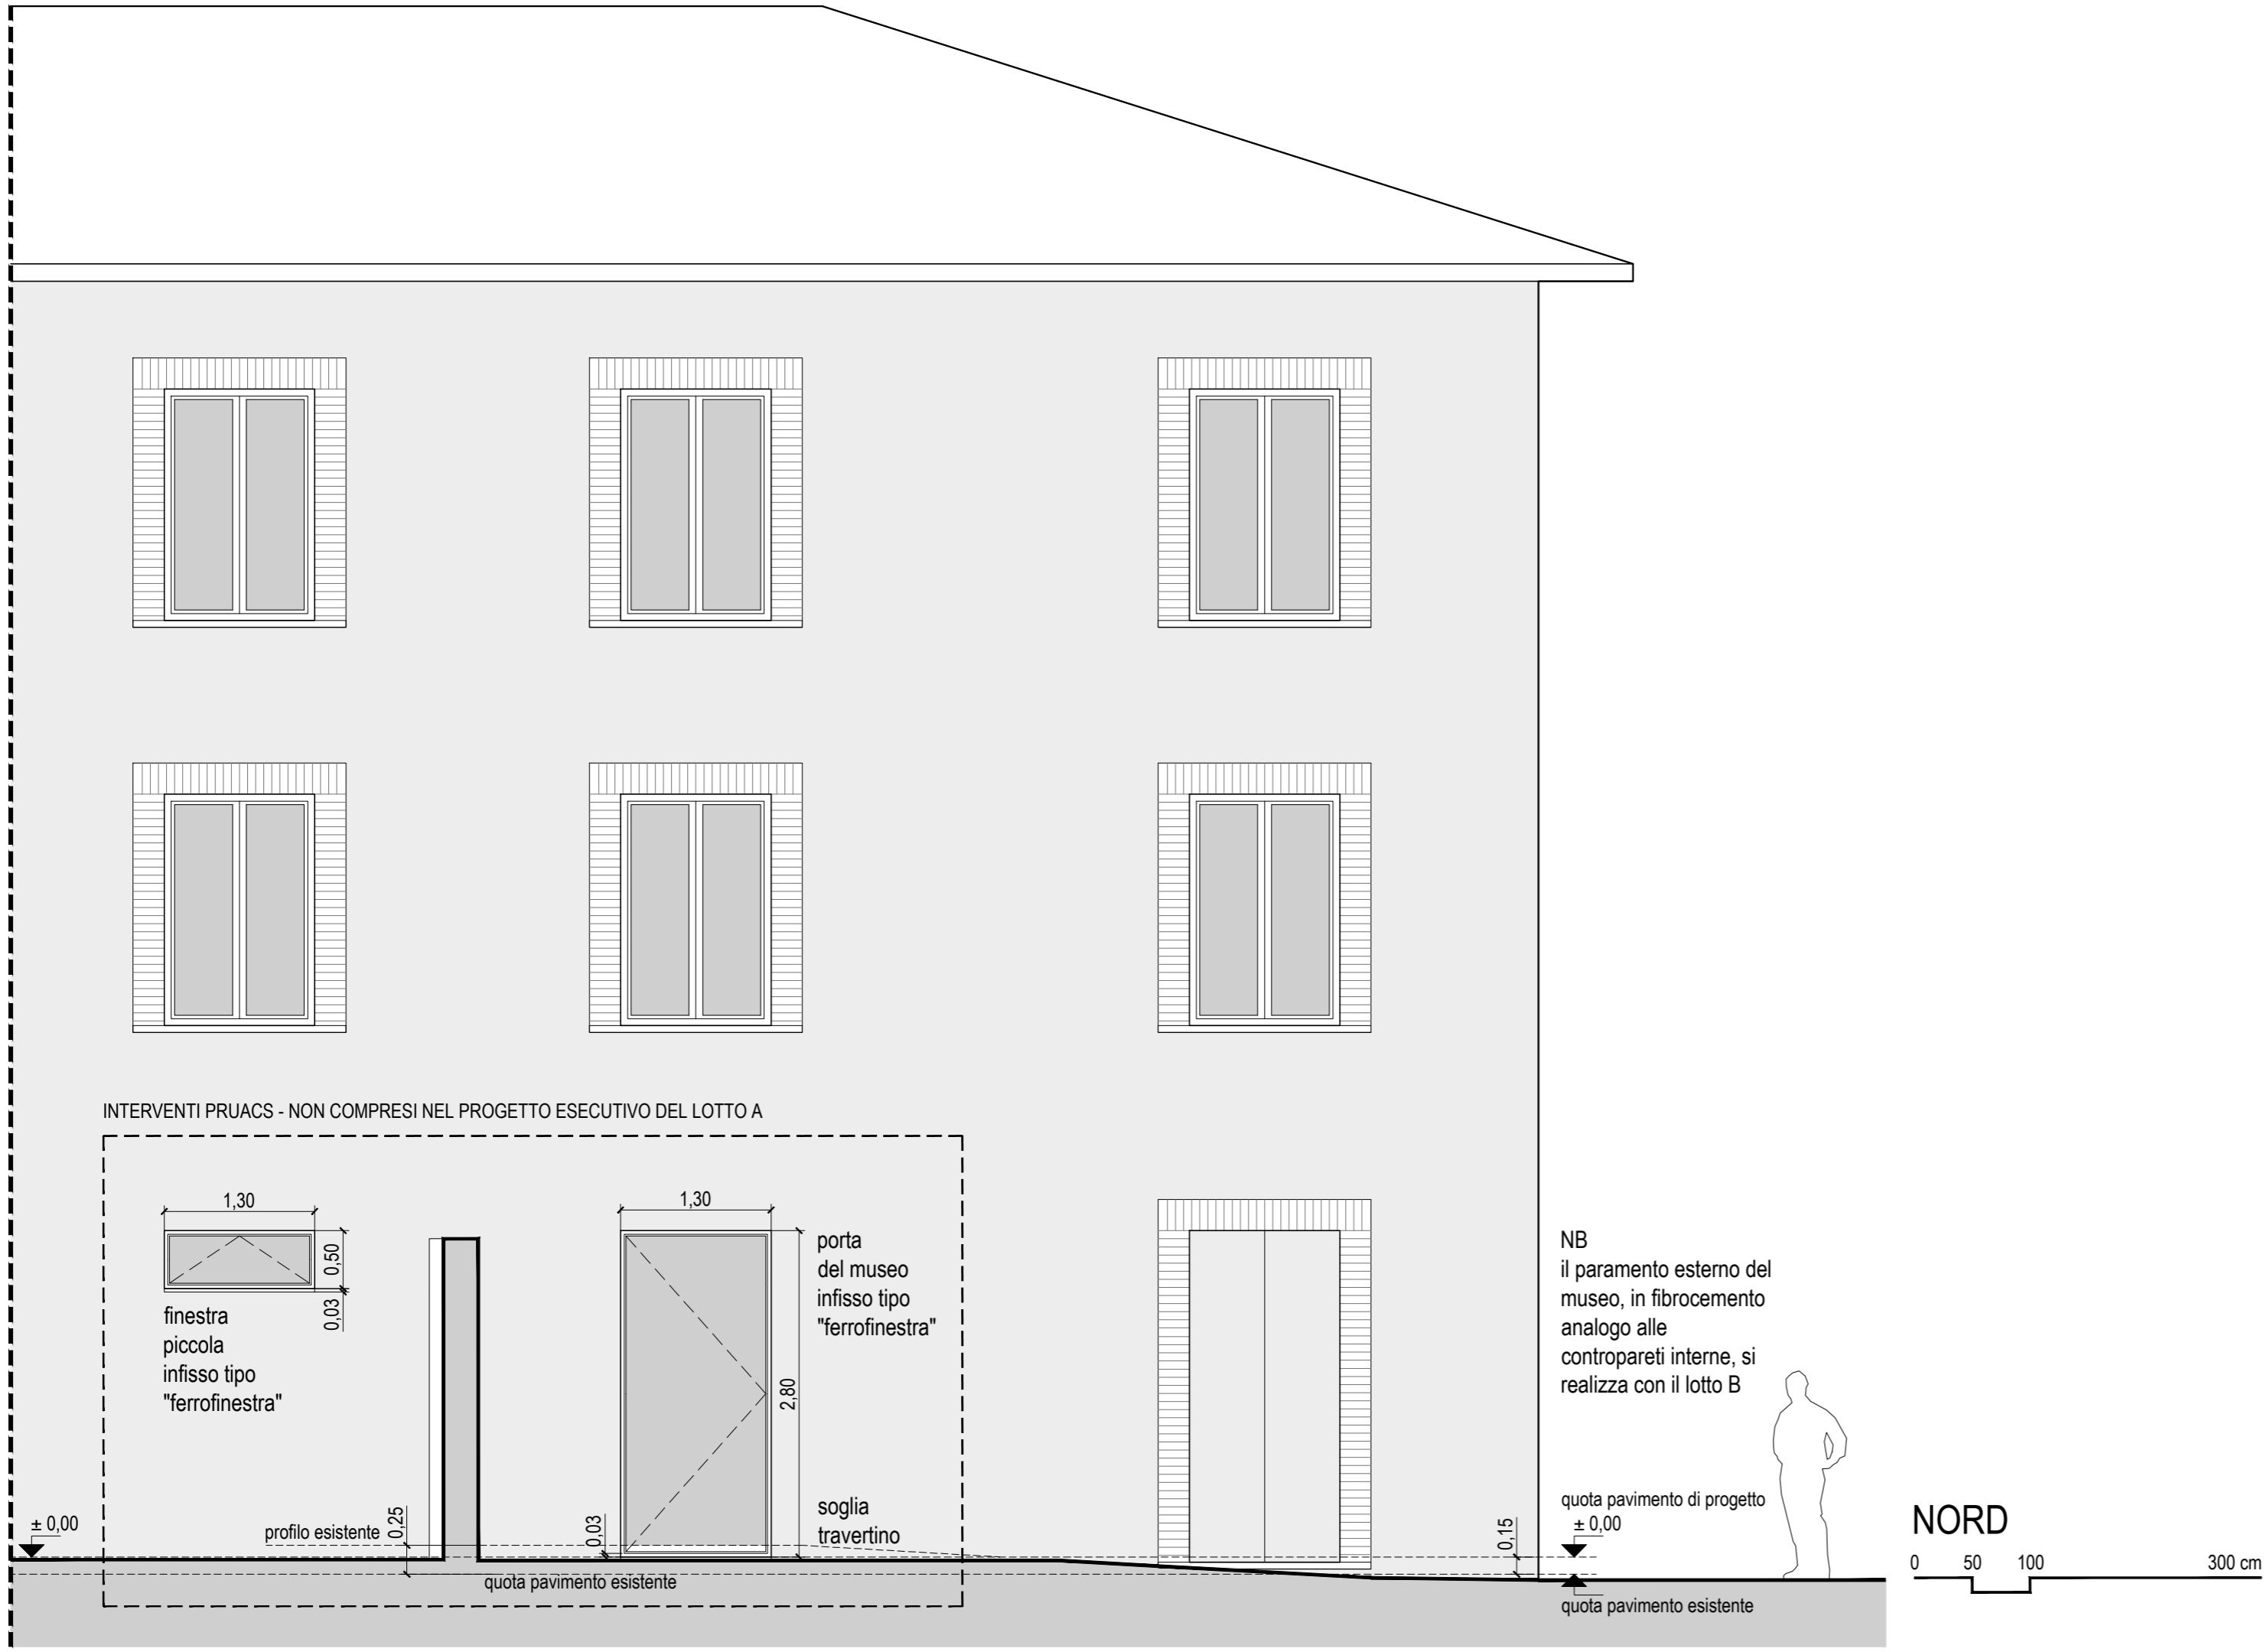 INTERVENTI PRUACS - NON COMPRESI NEL PROGETTO ESECUTIVO DEL LOTTO A
1,30
0,50
0,03
finestra
piccola
infisso tipo
"ferrofinestra"
1,30
2,80
porta
del museo
infisso tipo
"ferrofinestra"
soglia
travertino
0,03
± 0,00
profilo esistente
0,25
quota pavimento esistente
NB
il paramento esterno del
museo, in fibrocemento
analogo alle
contropareti interne, si
realizza con il lotto B
0,15
quota pavimento di progetto
± 0,00
quota pavimento esistente
NORD
0 50 100 300 cm